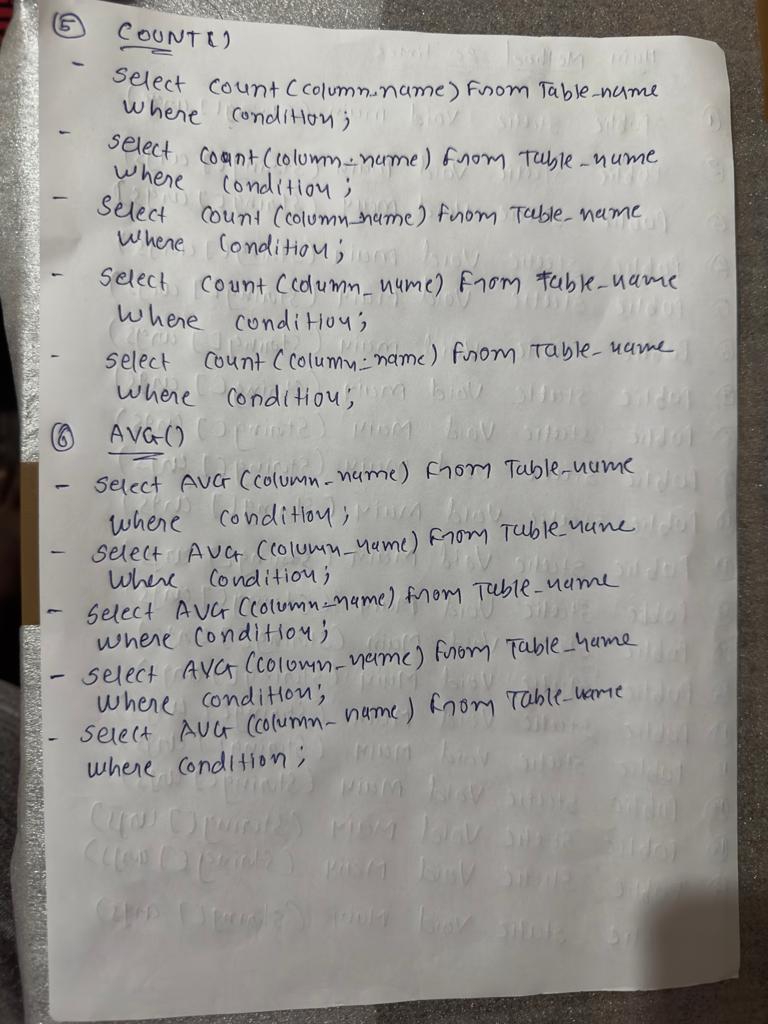 ⑤ COUNT()
- Select count (column_name) From Table_name
Where condition;
- Select count (column_name) From Table_name
Where condition;
- Select count (column_name) From Table_name
Where condition;
- Select count (column_name) From Table_name
Where condition;
- Select count (column_name) From Table_name
Where condition;
⑥ AVG()
- Select AVG (column_name) From Table_name
Where condition;
- Select AVG (column_name) From Table_name
Where condition;
- Select AVG (column_name) From Table_name
Where condition;
- Select AVG (column_name) From Table_name
Where condition;
- Select AVG (column_name) From Table_name
Where condition;